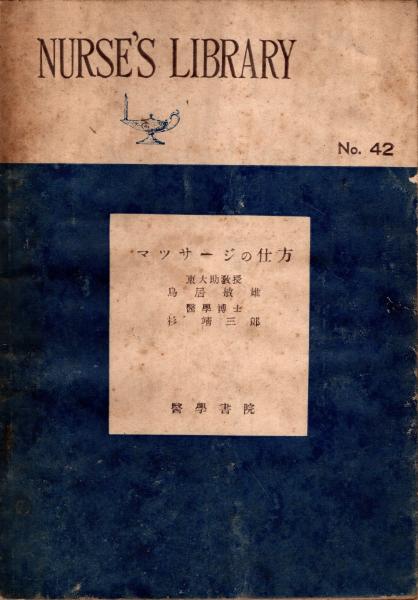 NURSE'S LIBRARY
No. 42
マツサージの仕方
東大助敎授
鳥居敏雄
醫學博士
杉靖三郎
醫學書院